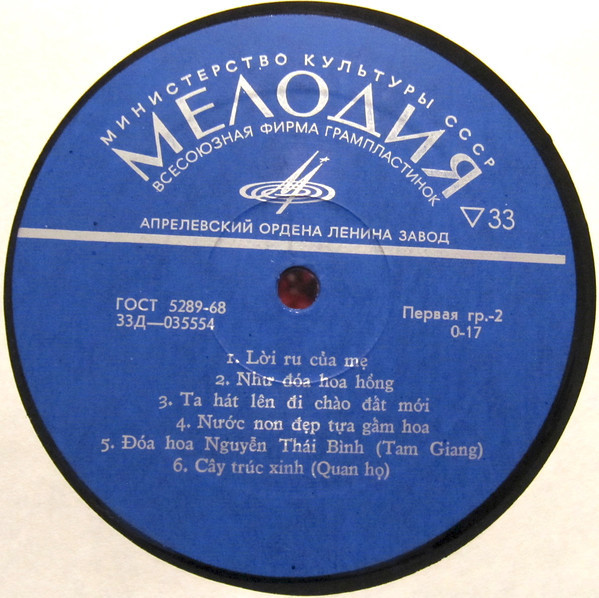 МИНИСТЕРСТВО КУЛЬТУРЫ СССР
МЕЛОДИЯ
ВСЕСОЮЗНАЯ ФИРМА ГРАМПЛАСТИНОК
▽33
АПРЕЛЕВСКИЙ ОРДЕНА ЛЕНИНА ЗАВОД
ГОСТ 5289-68
33Д—035554
Первая гр.-2
0-17
1. Lời ru của mẹ
2. Như đóa hoa hồng
3. Ta hát lên đi chào đất mới
4. Nước non đẹp tựa gằm hoa
5. Đóa hoa Nguyễn Thái Bình (Tam Giang)
6. Cây trúc xinh (Quan họ)